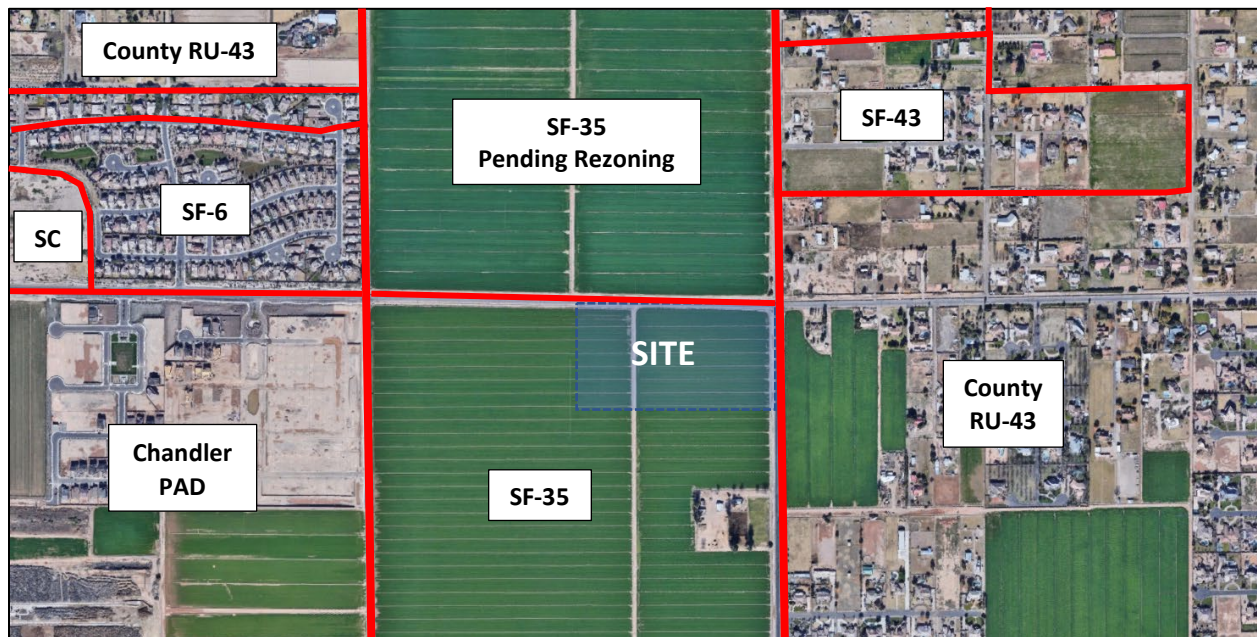 County RU-43
SF-35
Pending Rezoning
SF-43
SF-6
SC
SITE
County
RU-43
Chandler
PAD
SF-35